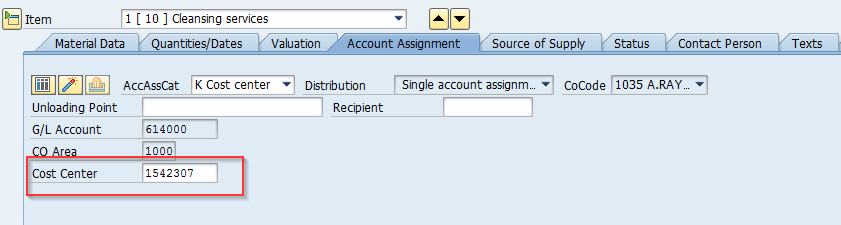 Item 1 [ 10 ] Cleansing services
Material Data Quantities/Dates Valuation Account Assignment Source of Supply Status Contact Person Texts
AccAssCat K Cost center Distribution Single account assignm... CoCode 1035 A.RAY...
Unloading Point Recipient
G/L Account 614000
CO Area 1000
Cost Center 1542307